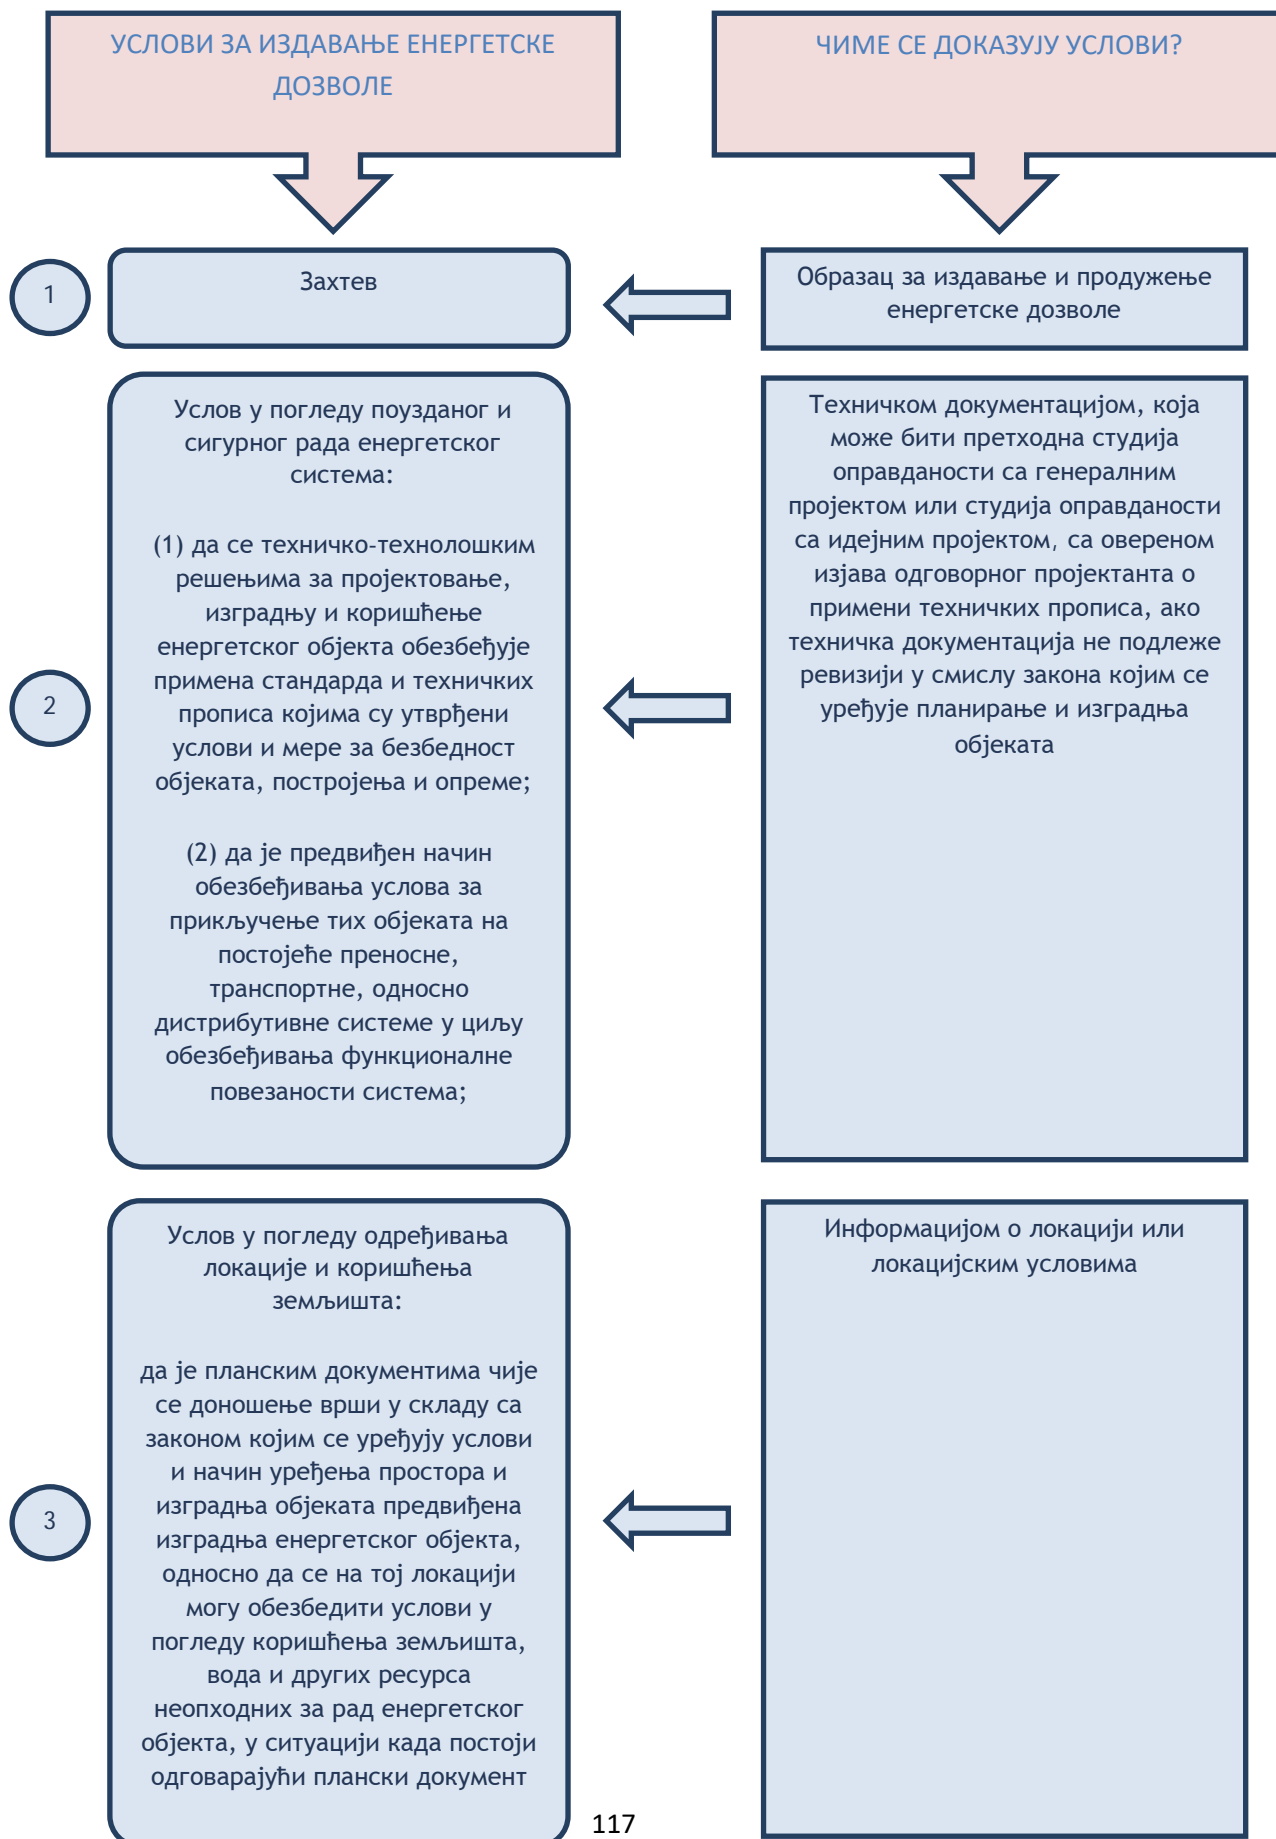 УСЛОВИ ЗА ИЗДАВАЊЕ ЕНЕРГЕТСКЕ
ДОЗВОЛЕ
ЧИМЕ СЕ ДОКАЗУЈУ УСЛОВИ?
1
Захтев
Образац за издавање и продужење
енергетске дозволе
2
Услов у погледу поузданог и
сигурног рада енергетског
система:
(1) да се техничко-технолошким
решењима за пројектовање,
изградњу и коришћење
енергетског објекта обезбеђује
примена стандарда и техничких
прописа којима су утврђени
услови и мере за безбедност
објеката, постројења и опреме;
(2) да је предвиђен начин
обезбеђивања услова за
прикључење тих објеката на
постојеће преносне,
транспортне, односно
дистрибутивне системе у циљу
обезбеђивања функционалне
повезаности система;
Техничком документацијом, која
може бити претходна студија
оправданости са генералним
пројектом или студија оправданости
са идејним пројектом, са овереном
изјава одговорног пројектанта о
примени техничких прописа, ако
техничка документација не подлеже
ревизији у смислу закона којим се
уређује планирање и изградња
објеката
3
Услов у погледу одређивања
локације и коришћења
земљишта:
да је планским документима чије
се доношење врши у складу са
законом којим се уређују услови
и начин уређења простора и
изградња објеката предвиђена
изградња енергетског објекта,
односно да се на тој локацији
могу обезбедити услови у
погледу коришћења земљишта,
вода и других ресурса
неопходних за рад енергетског
објекта, у ситуацији када постоји
одговарајући плански документ
Информацијом о локацији или
локацијским условима
117